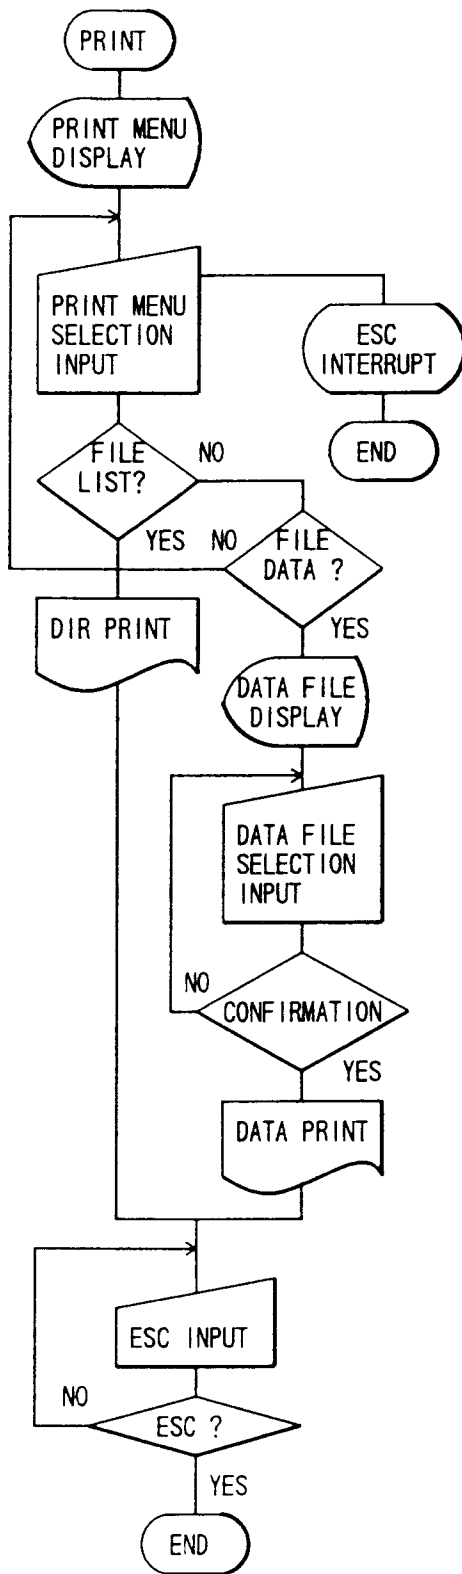 PRINT
PRINT MENU
DISPLAY
PRINT MENU
SELECTION
INPUT
ESC
INTERRUPT
END
FILE
LIST?
NO
YES
NO
FILE
DATA ?
YES
DIR PRINT
DATA FILE
DISPLAY
DATA FILE
SELECTION
INPUT
NO
CONFIRMATION
YES
DATA PRINT
ESC INPUT
NO
ESC ?
YES
END